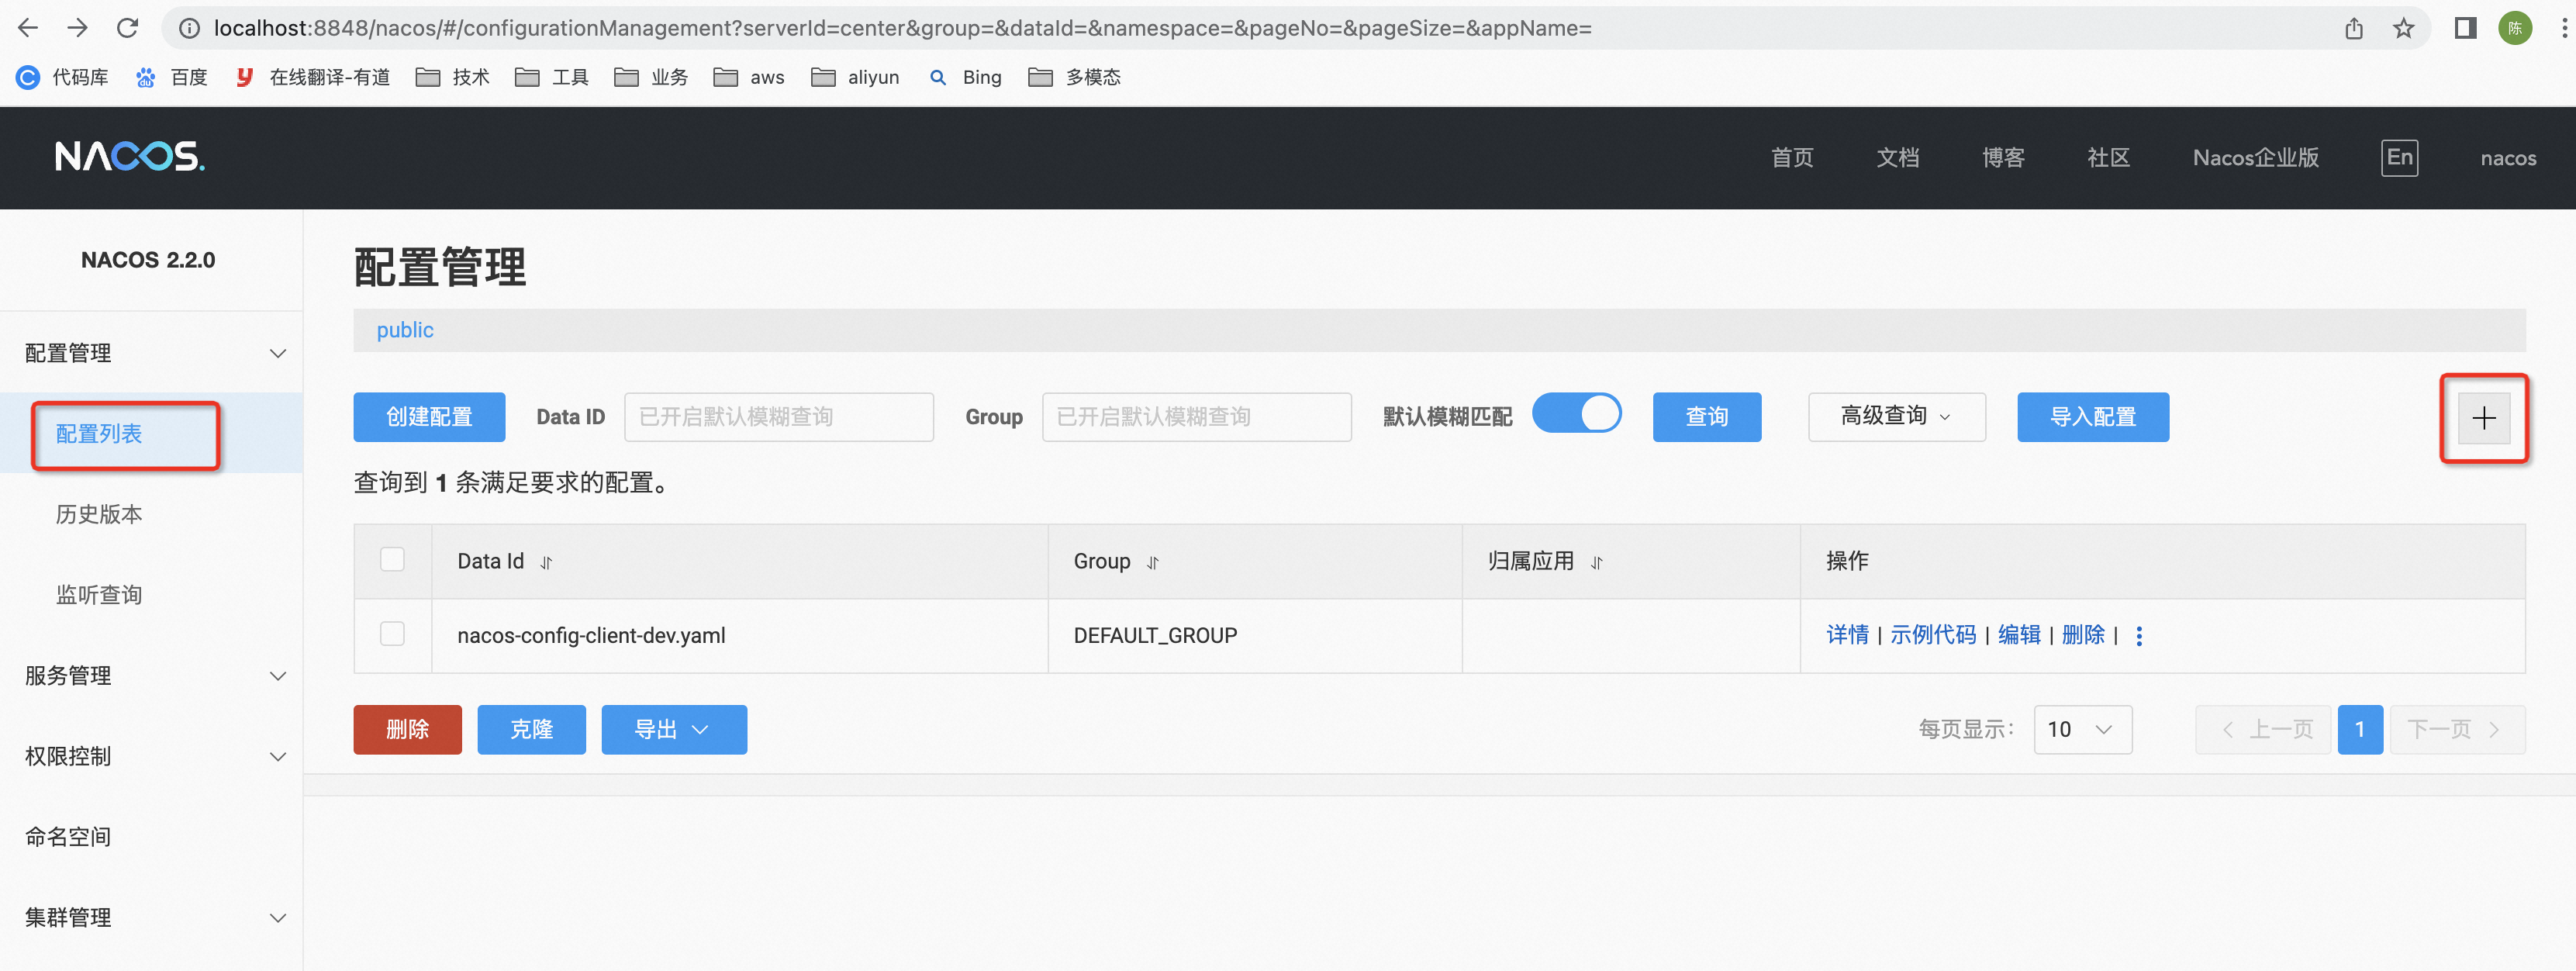 localhost:8848/nacos/#/configurationManagement?serverId=center&group=&dataId=&namespace=&pageNo=&pageSize=&appName=
陈
代码库 百度 在线翻译-有道 技术 工具 业务 aws aliyun Bing 多模态
NACOS. 首页 文档 博客 社区 Nacos企业版 En nacos
NACOS 2.2.0
配置管理
配置列表
历史版本
监听查询
服务管理
权限控制
命名空间
集群管理
配置管理
public
创建配置 Data ID 已开启默认模糊查询 Group 已开启默认模糊查询 默认模糊匹配 查询 高级查询 导入配置
查询到 1 条满足要求的配置。
Data Id Group 归属应用 操作
nacos-config-client-dev.yaml DEFAULT_GROUP 详情 | 示例代码 | 编辑 | 删除 |
删除 克隆 导出 每页显示： 10 上一页 1 下一页